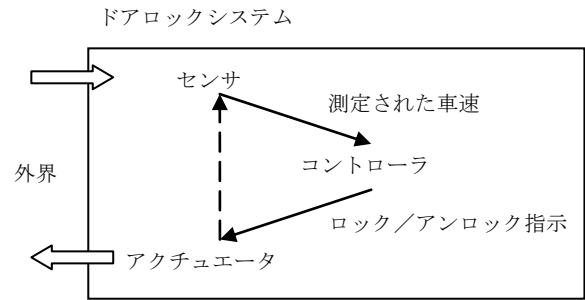 ドアロックシステム
センサ
測定された車速
コントローラ
外界
ロック／アンロック指示
アクチュエータ